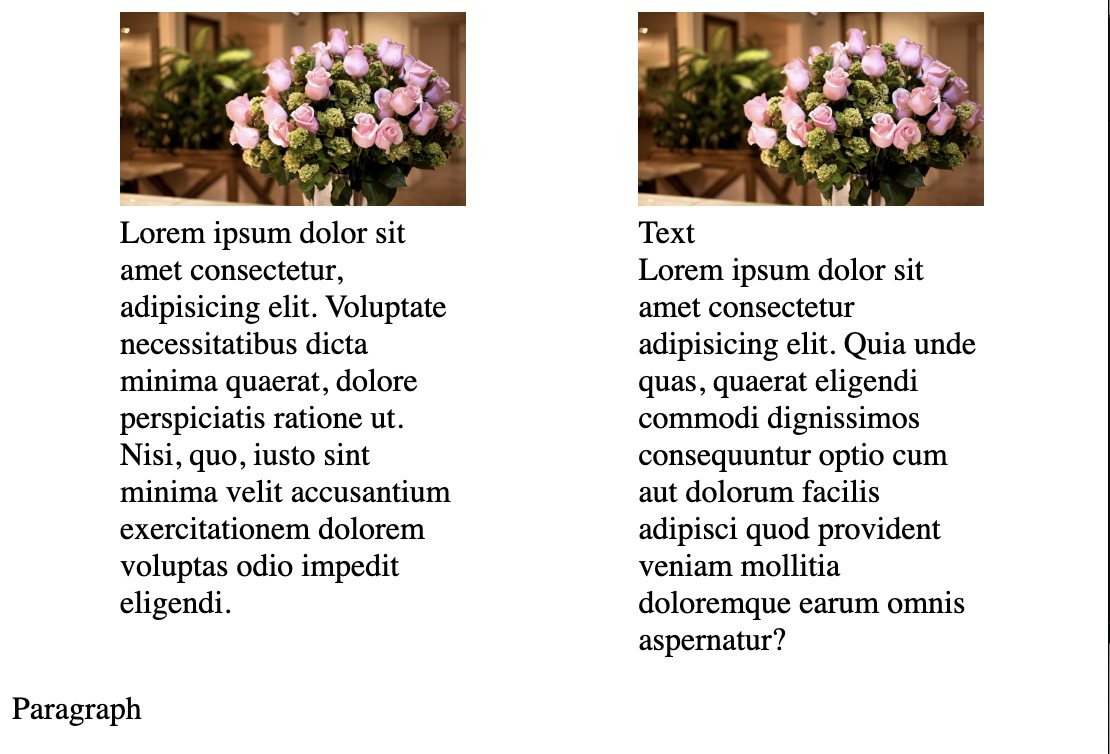 Lorem ipsum dolor sit
amet consectetur,
adipisicing elit. Voluptate
necessitatibus dicta
minima quaerat, dolore
perspiciatis ratione ut.
Nisi, quo, iusto sint
minima velit accusantium
exercitationem dolorem
voluptas odio impedit
eligendi.
Text
Lorem ipsum dolor sit
amet consectetur
adipisicing elit. Quia unde
quas, quaerat eligendi
commodi dignissimos
consequuntur optio cum
aut dolorum facilis
adipisci quod provident
veniam mollitia
doloremque earum omnis
aspernatur?
Paragraph